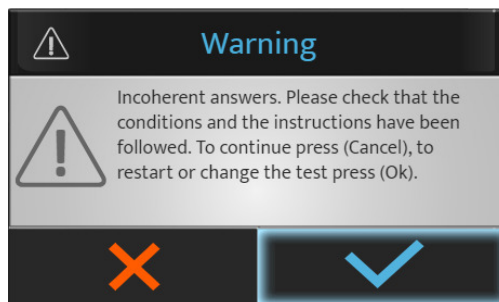 Warning
Incoherent answers. Please check that the
conditions and the instructions have been
followed. To continue press (Cancel), to
restart or change the test press (Ok).